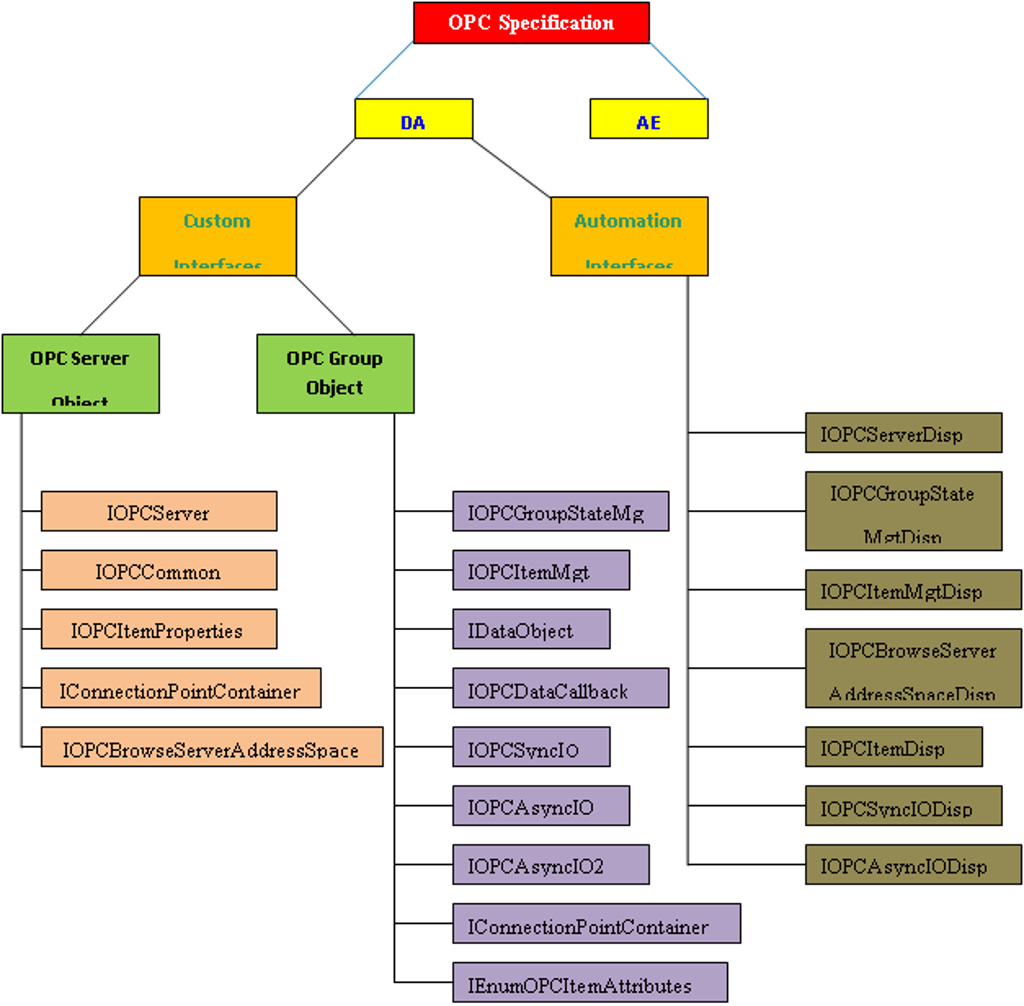 OPC Specification
DA
AE
Custom
Interfaces
Automation
Interfaces
OPC Server
Object
OPC Group
Object
IOPCServer
IOPCCommon
IOPCItemProperties
IConnectionPointContainer
IOPCBrowseServerAddressSpace
IOPCGroupStateMg
IOPCItemMgt
IDataObject
IOPCDataCallback
IOPCSyncIO
IOPCAsyncIO
IOPCAsyncIO2
IConnectionPointContainer
IEnumOPCItemAttributes
IOPCServerDisp
IOPCGroupState
MgtDisp
IOPCItemMgtDisp
IOPCBrowseServer
AddressSpaceDisp
IOPCItemDisp
IOPCSyncIODisp
IOPCAsyncIODisp